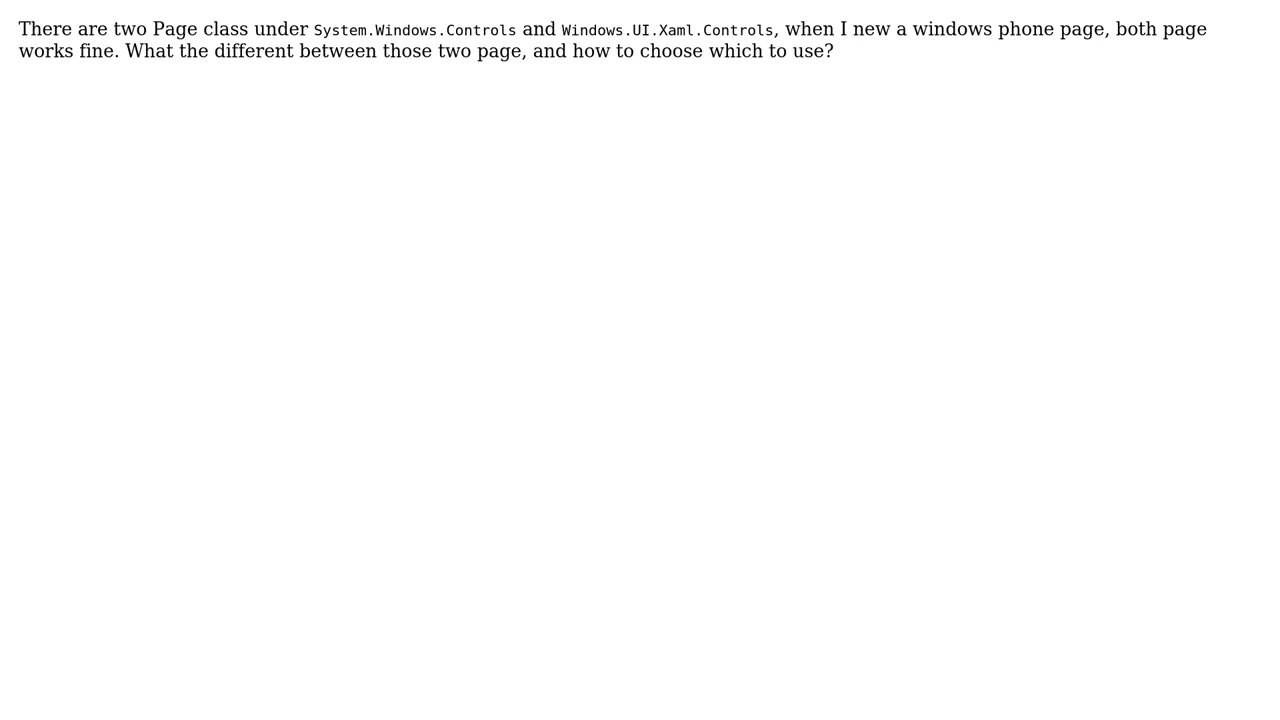 There are two Page class under System.Windows.Controls and Windows.UI.Xaml.Controls, when I new a windows phone page, both page
works fine. What the different between those two page, and how to choose which to use?